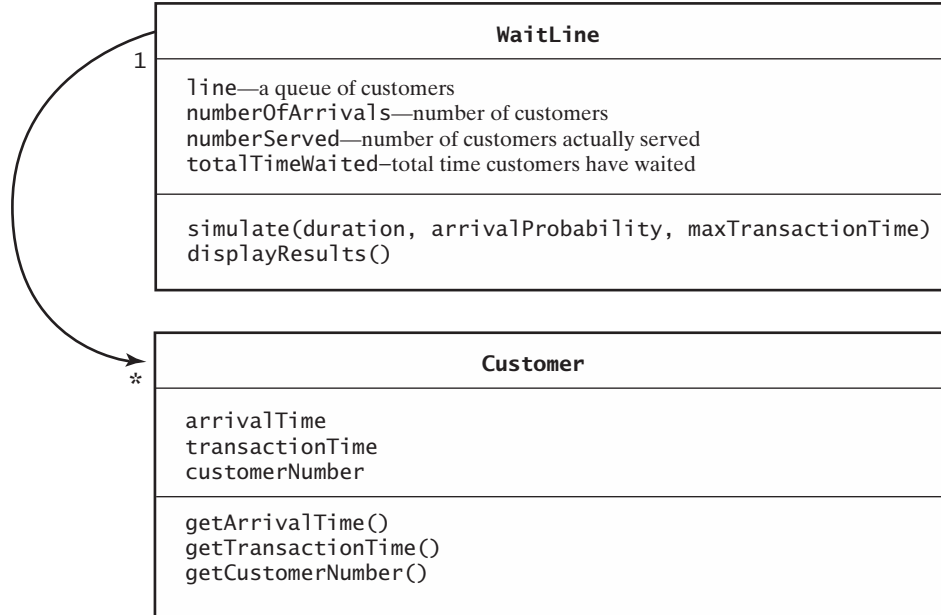 WaitLine
1
line—a queue of customers
numberOfArrivals—number of customers
numberServed—number of customers actually served
totalTimeWaited–total time customers have waited
simulate(duration, arrivalProbability, maxTransactionTime)
displayResults()
Customer
*
arrivalTime
transactionTime
customerNumber
getArrivalTime()
getTransactionTime()
getCustomerNumber()